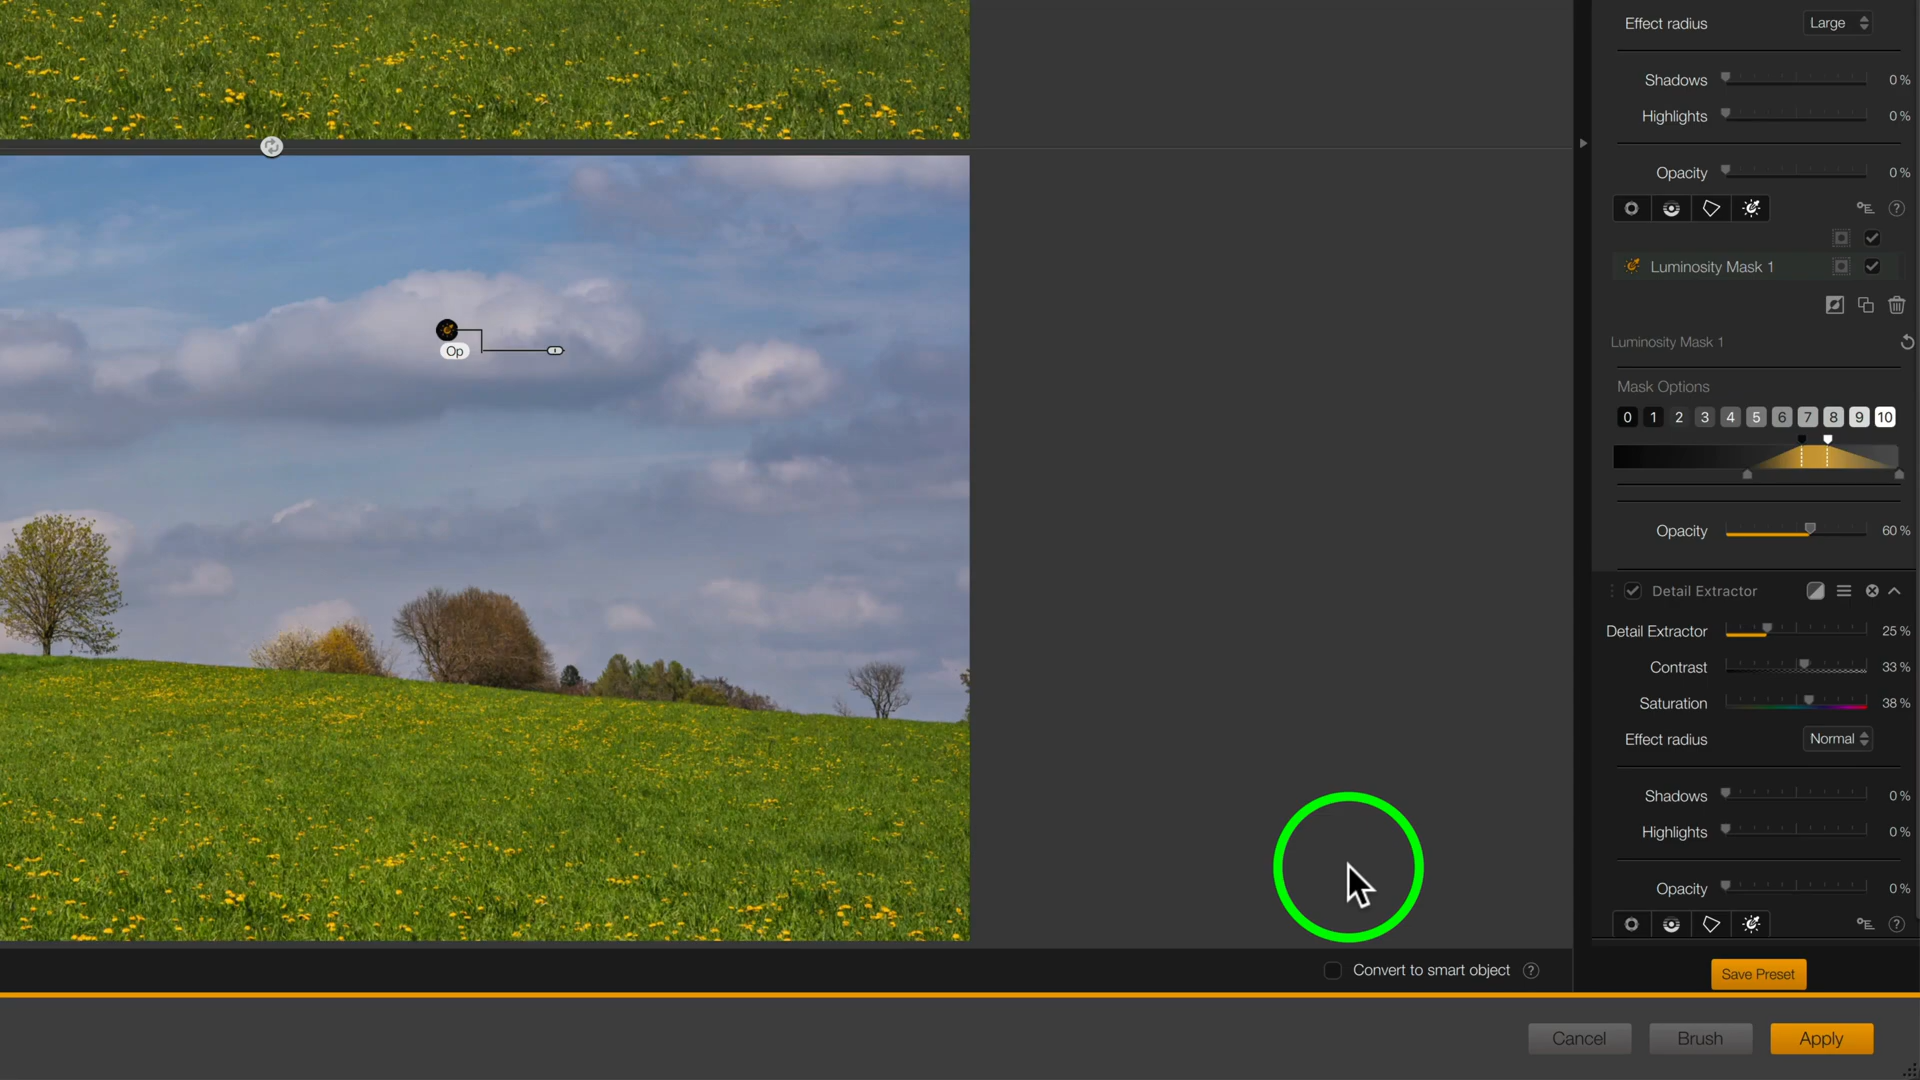 Effect radius Large
Shadows 0 %
Highlights 0 %
Opacity 0 %
?
Luminosity Mask 1
Luminosity Mask 1
Mask Options
0 1 2 3 4 5 6 7 8 9 10
Op
Opacity 60 %
Detail Extractor
Detail Extractor 25 %
Contrast 33 %
Saturation 38 %
Effect radius Normal
Shadows 0 %
Highlights 0 %
Opacity 0 %
?
Convert to smart object ?
Save Preset
Cancel Brush Apply